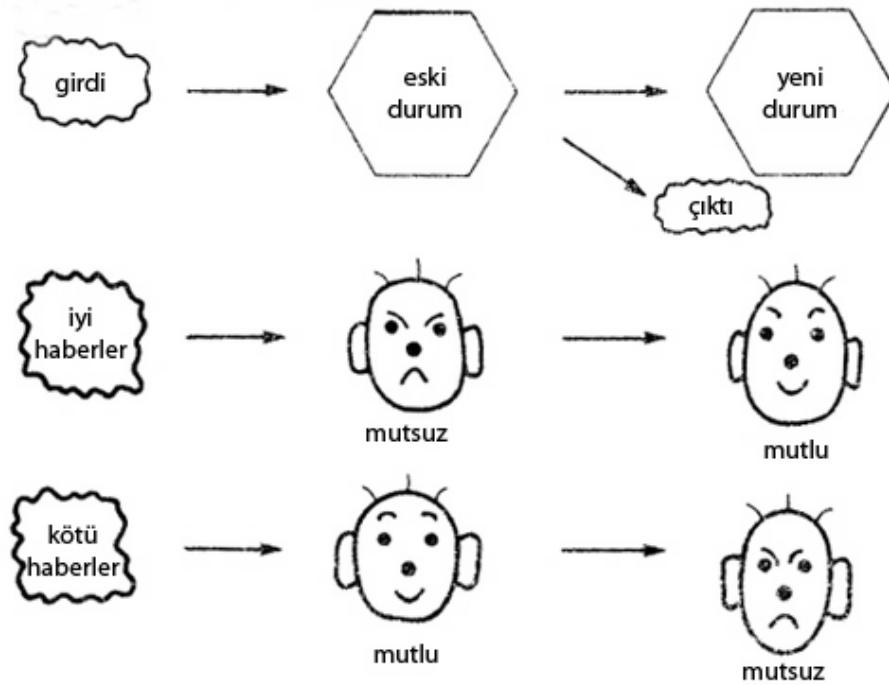 girdi
eski
durum
yeni
durum
çıktı
iyi
haberler
mutsuz
mutlu
kötü
haberler
mutlu
mutsuz